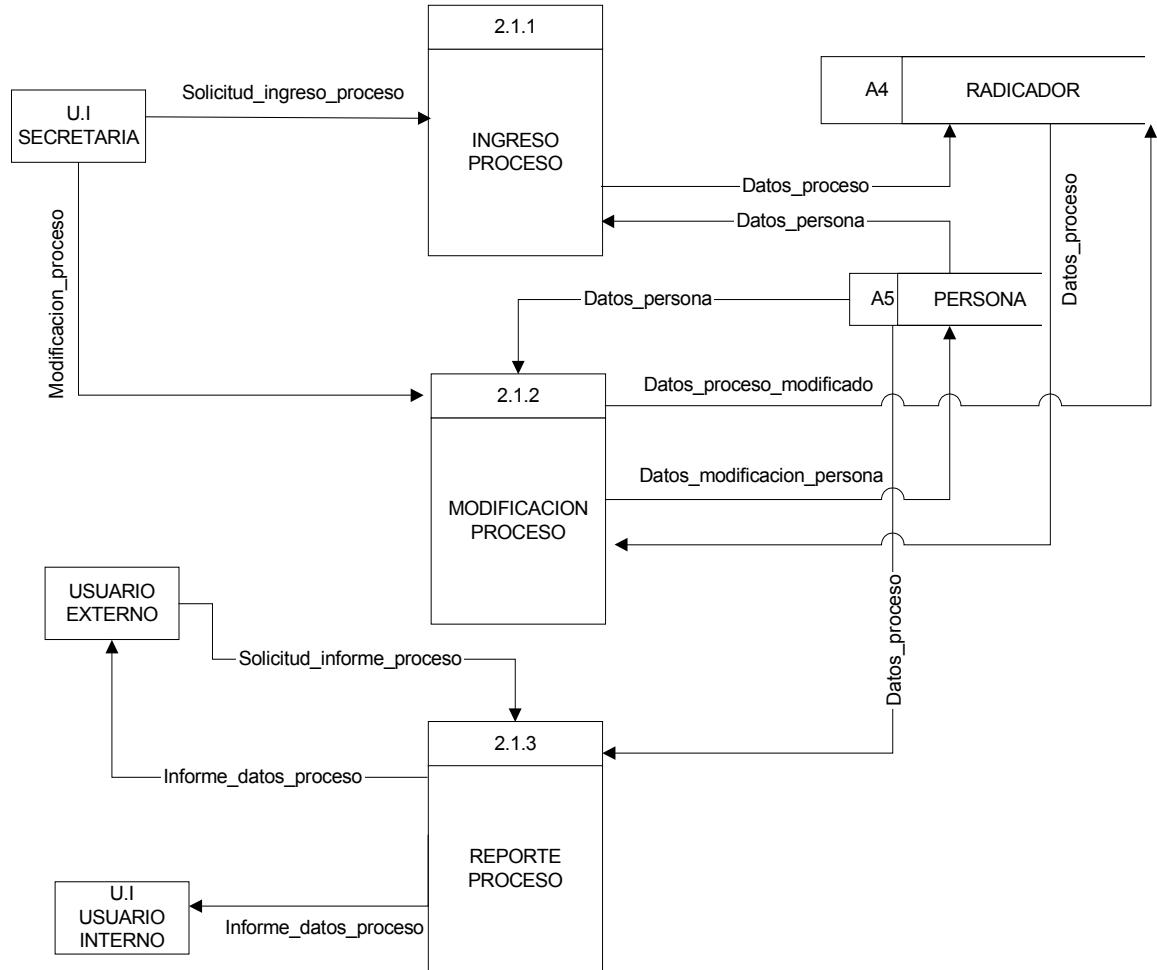 2.1.1
Solicitud_ingreso_proceso
U.I
SECRETARIA
INGRESO
PROCESO
A4
RADICADOR
Datos_proceso
Datos_persona
Datos_proceso
Modificacion_proceso
Datos_persona
A5
PERSONA
2.1.2
Datos_proceso_modificado
Datos_modificacion_persona
MODIFICACION
PROCESO
USUARIO
EXTERNO
Solicitud_informe_proceso
Datos_proceso
2.1.3
Informe_datos_proceso
REPORTE
PROCESO
U.I
USUARIO
INTERNO
Informe_datos_proceso